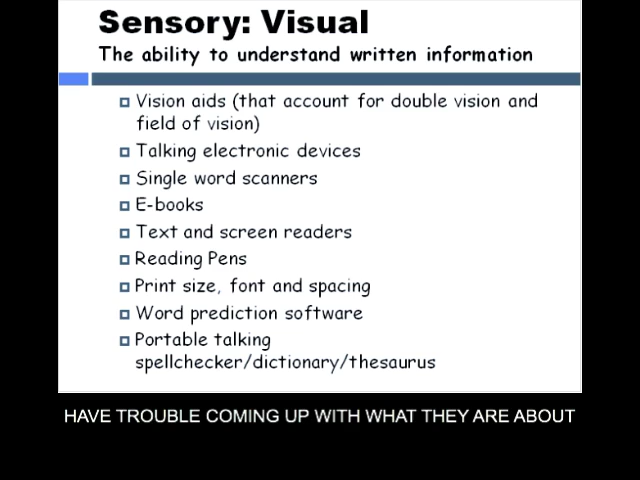 Sensory: Visual
The ability to understand written information
Vision aids (that account for double vision and
field of vision)
Talking electronic devices
Single word scanners
E-books
Text and screen readers
Reading Pens
Print size, font and spacing
Word prediction software
Portable talking
spellchecker/dictionary/thesaurus
HAVE TROUBLE COMING UP WITH WHAT THEY ARE ABOUT